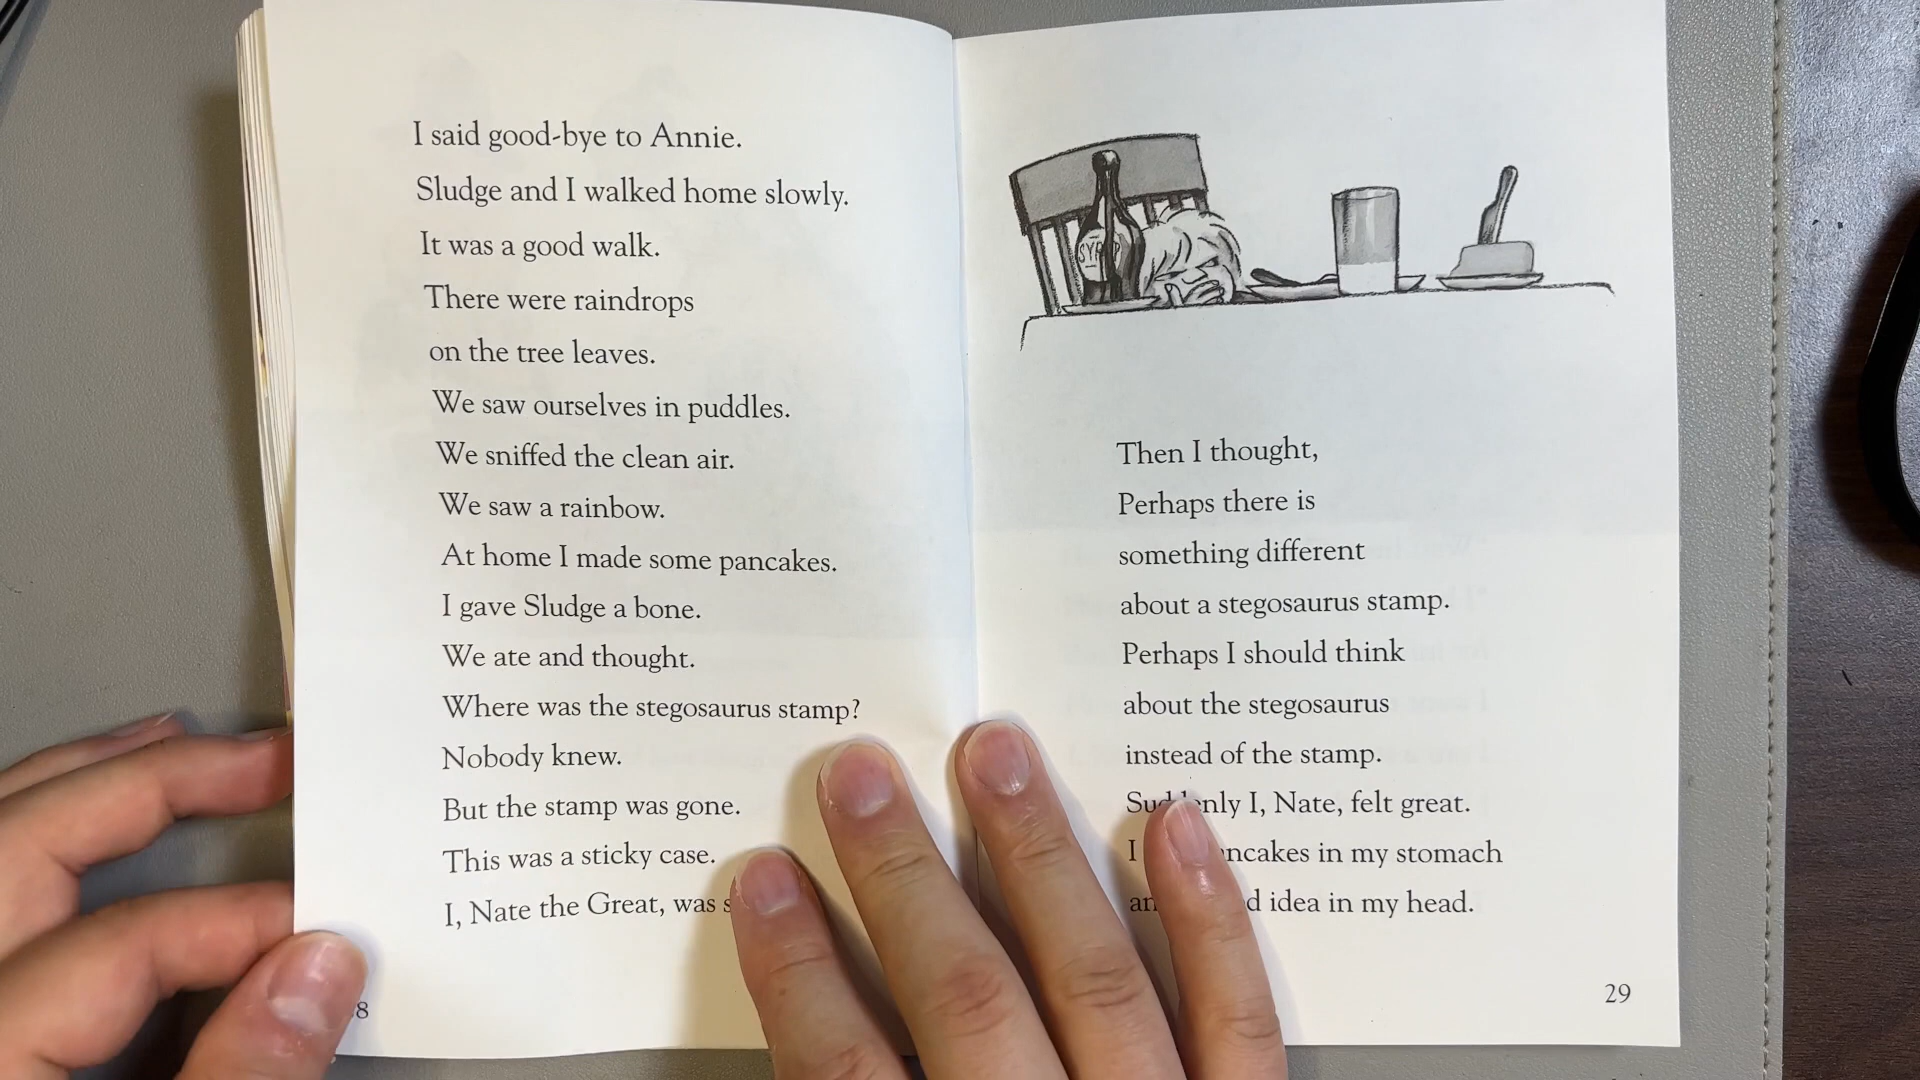 I said good-bye to Annie.
Sludge and I walked home slowly.
It was a good walk.
There were raindrops
on the tree leaves.
We saw ourselves in puddles.
We sniffed the clean air.
We saw a rainbow.
At home I made some pancakes.
I gave Sludge a bone.
We ate and thought.
Where was the stegosaurus stamp?
Nobody knew.
But the stamp was gone.
This was a sticky case.
I, Nate the Great, was
8
SYRUP
Then I thought,
Perhaps there is
something different
about a stegosaurus stamp.
Perhaps I should think
about the stegosaurus
instead of the stamp.
Suddenly I, Nate, felt great.
I pancakes in my stomach
idea in my head.
29